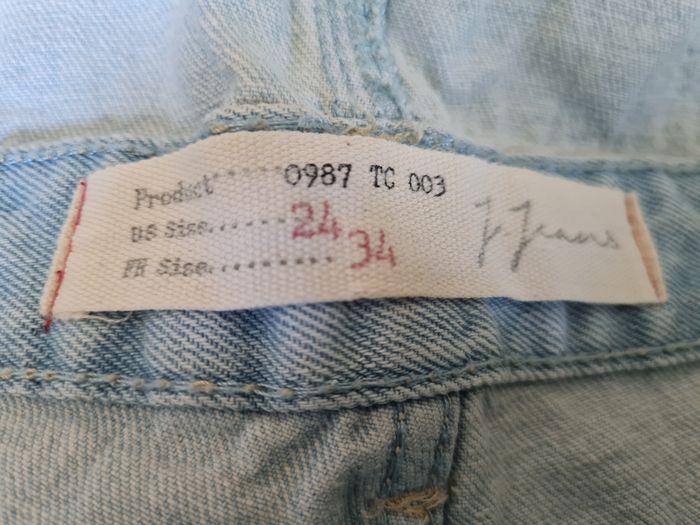 Product......0987 TC 003
US Size......24
FR Size.........34
J.Jeans